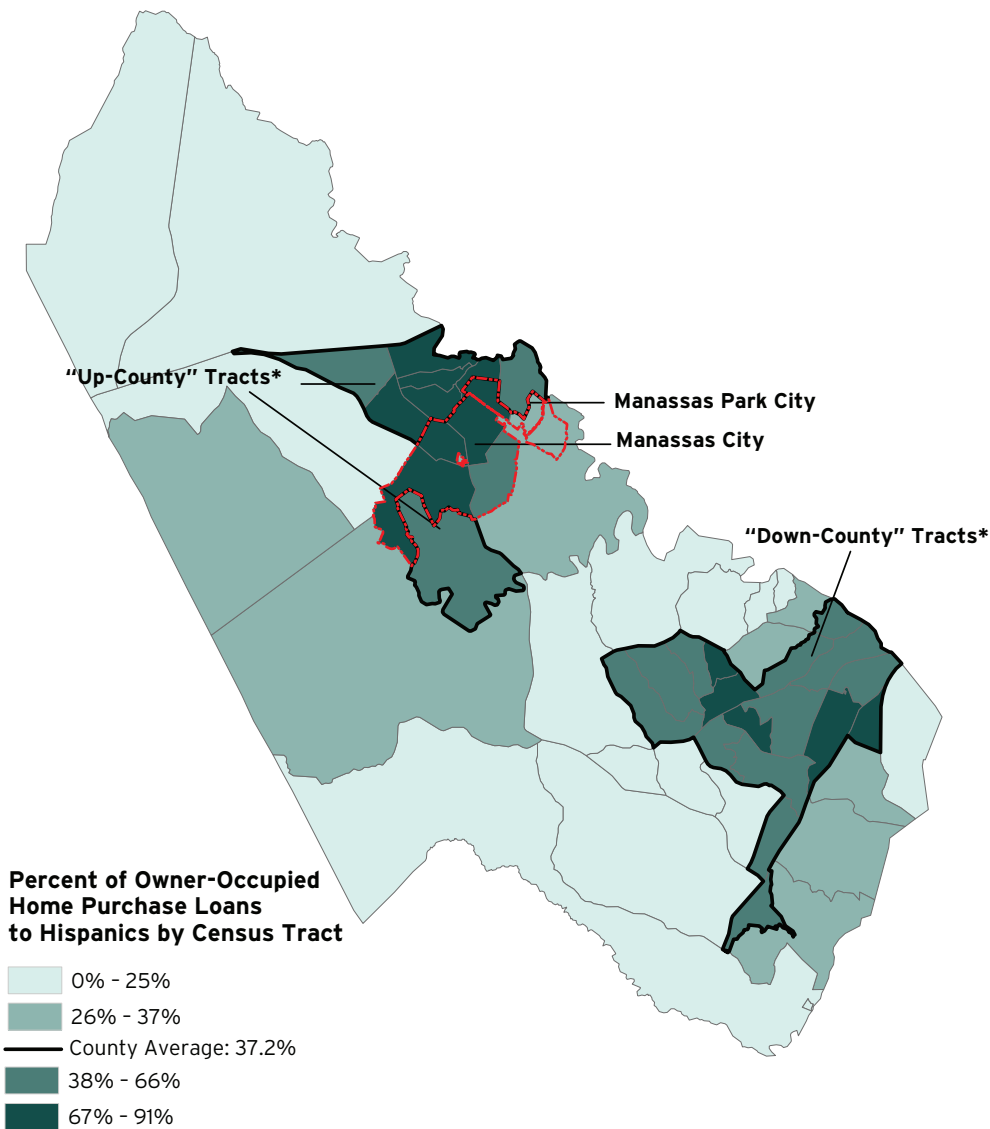 “Up-County” Tracts*
Manassas Park City
Manassas City
“Down-County” Tracts*
Percent of Owner-Occupied
Home Purchase Loans
to Hispanics by Census Tract
0% - 25%
26% - 37%
County Average: 37.2%
38% - 66%
67% - 91%